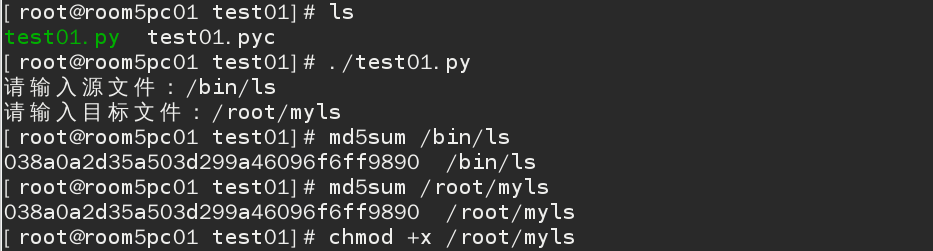 [root@room5pc01 test01]# ls
test01.py  test01.pyc
[root@room5pc01 test01]# ./test01.py
请输入源文件：/bin/ls
请输入目标文件：/root/myls
[root@room5pc01 test01]# md5sum /bin/ls
038a0a2d35a503d299a46096f6ff9890  /bin/ls
[root@room5pc01 test01]# md5sum /root/myls
038a0a2d35a503d299a46096f6ff9890  /root/myls
[root@room5pc01 test01]# chmod +x /root/myls